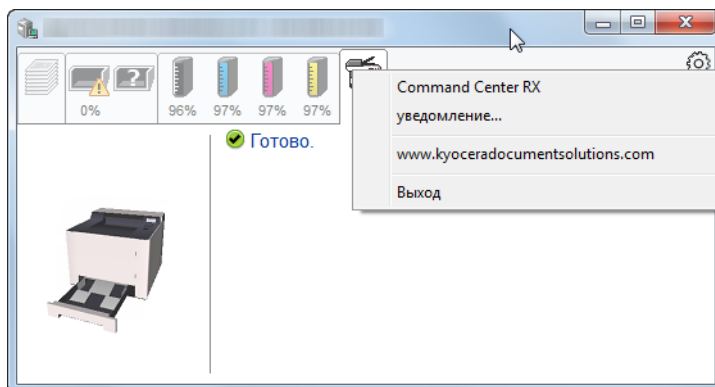 ?
0%
96%
97%
97%
97%
Готово.
Command Center RX
уведомление...
www.kyoceradocumentsolutions.com
Выход